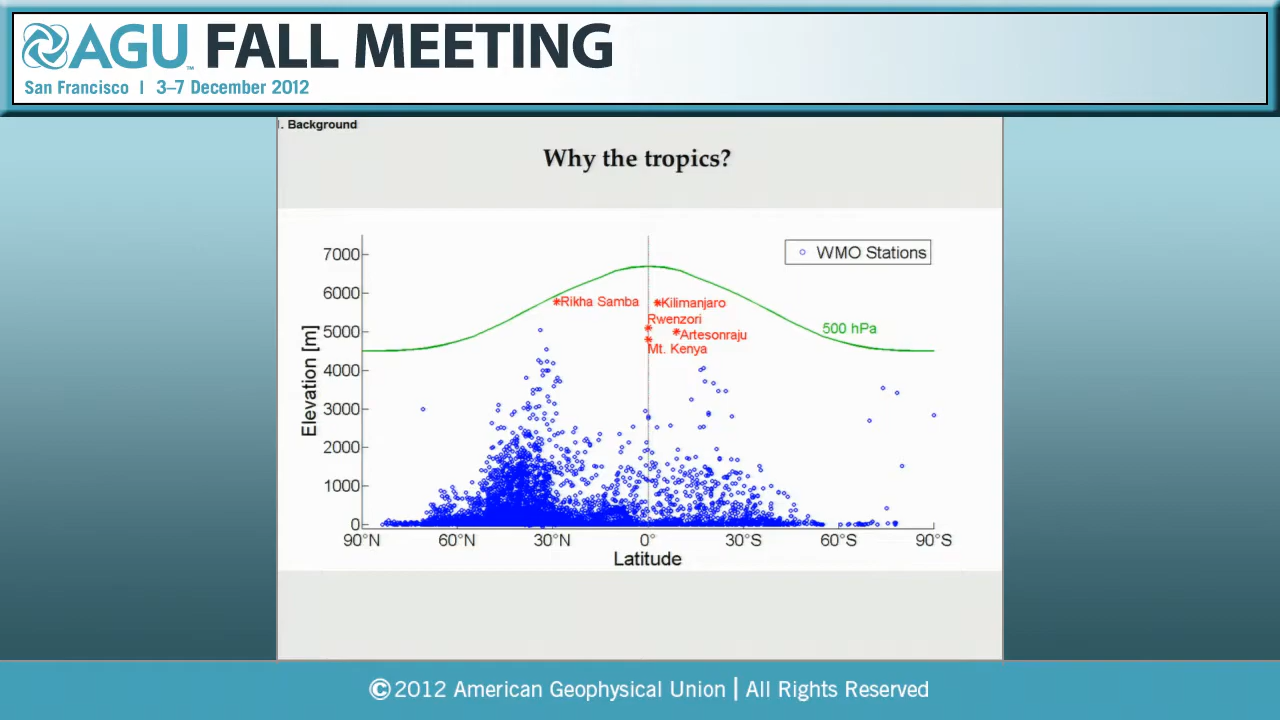 AGU™ FALL MEETING
San Francisco | 3–7 December 2012
I. Background
Why the tropics?
WMO Stations
7000
6000
5000
4000
3000
2000
1000
0
Elevation [m]
Rikha Samba
Kilimanjaro
Rwenzori
Artesonraju
Mt. Kenya
500 hPa
90°N 60°N 30°N 0° 30°S 60°S 90°S
Latitude
©2012 American Geophysical Union | All Rights Reserved